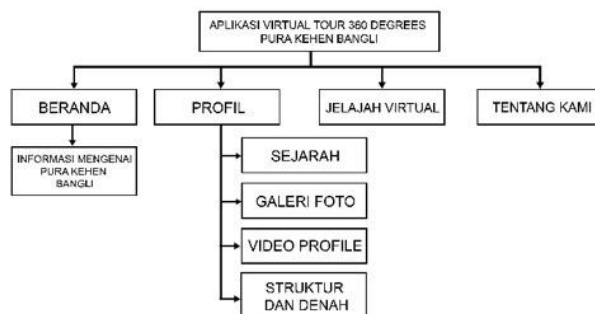 APLIKASI VIRTUAL TOUR 360 DEGREES
PURA KEHEN BANGLI
BERANDA
PROFIL
JELAJAH VIRTUAL
TENTANG KAMI
INFORMASI MENGENAI
PURA KEHEN
BANGLI
SEJARAH
GALERI FOTO
VIDEO PROFILE
STRUKTUR
DAN DENAH